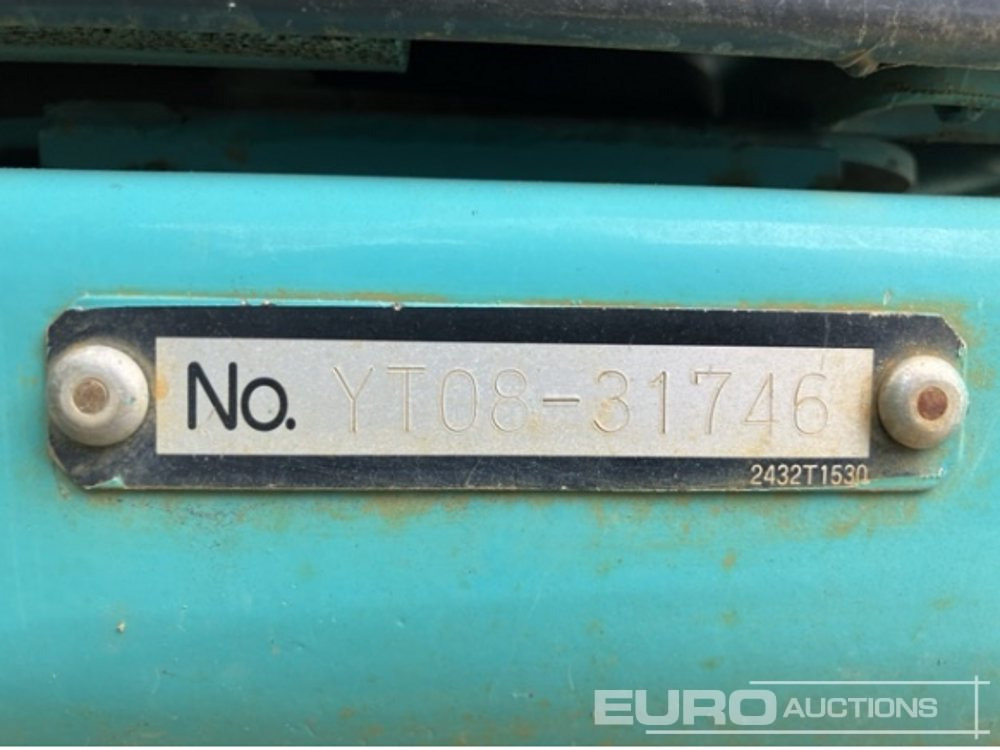 No. YT08-31746
2432T1530
EURO AUCTIONS